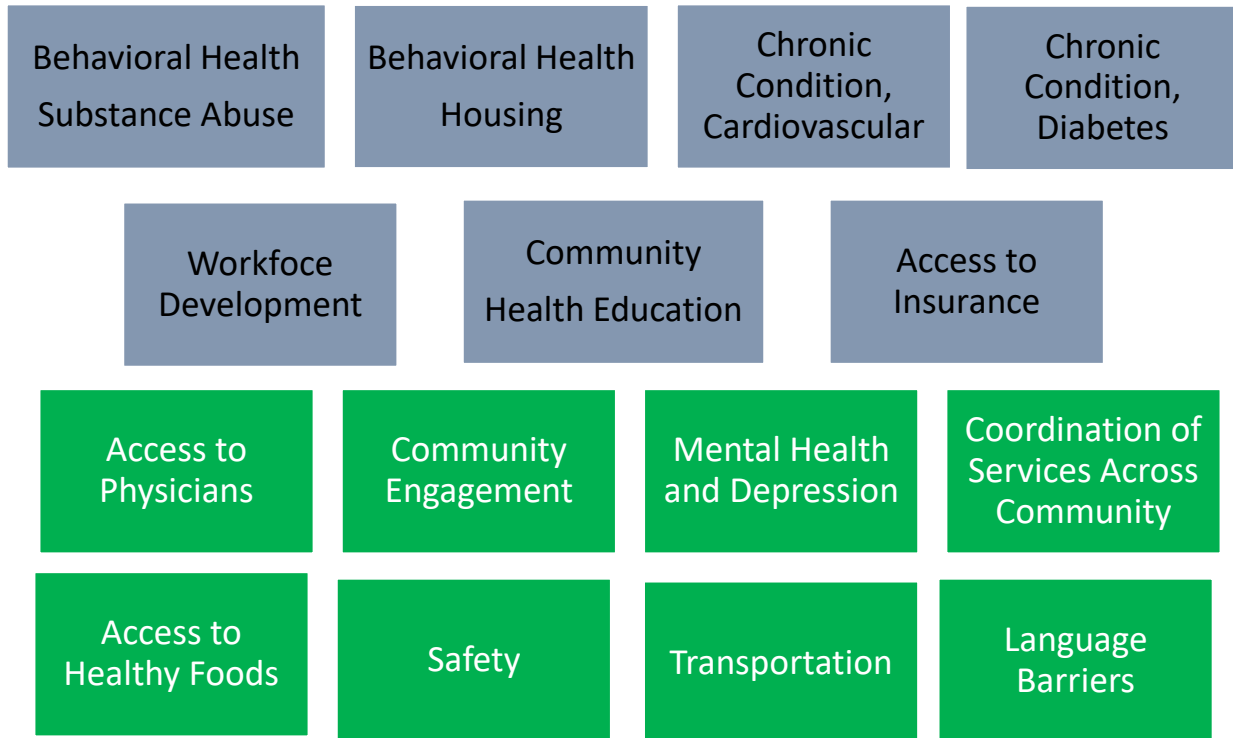 Behavioral Health
Substance Abuse
Behavioral Health
Housing
Chronic
Condition,
Cardiovascular
Chronic
Condition,
Diabetes
Workfoce
Development
Community
Health Education
Access to
Insurance
Access to
Physicians
Community
Engagement
Mental Health
and Depression
Coordination of
Services Across
Community
Access to
Healthy Foods
Safety
Transportation
Language
Barriers